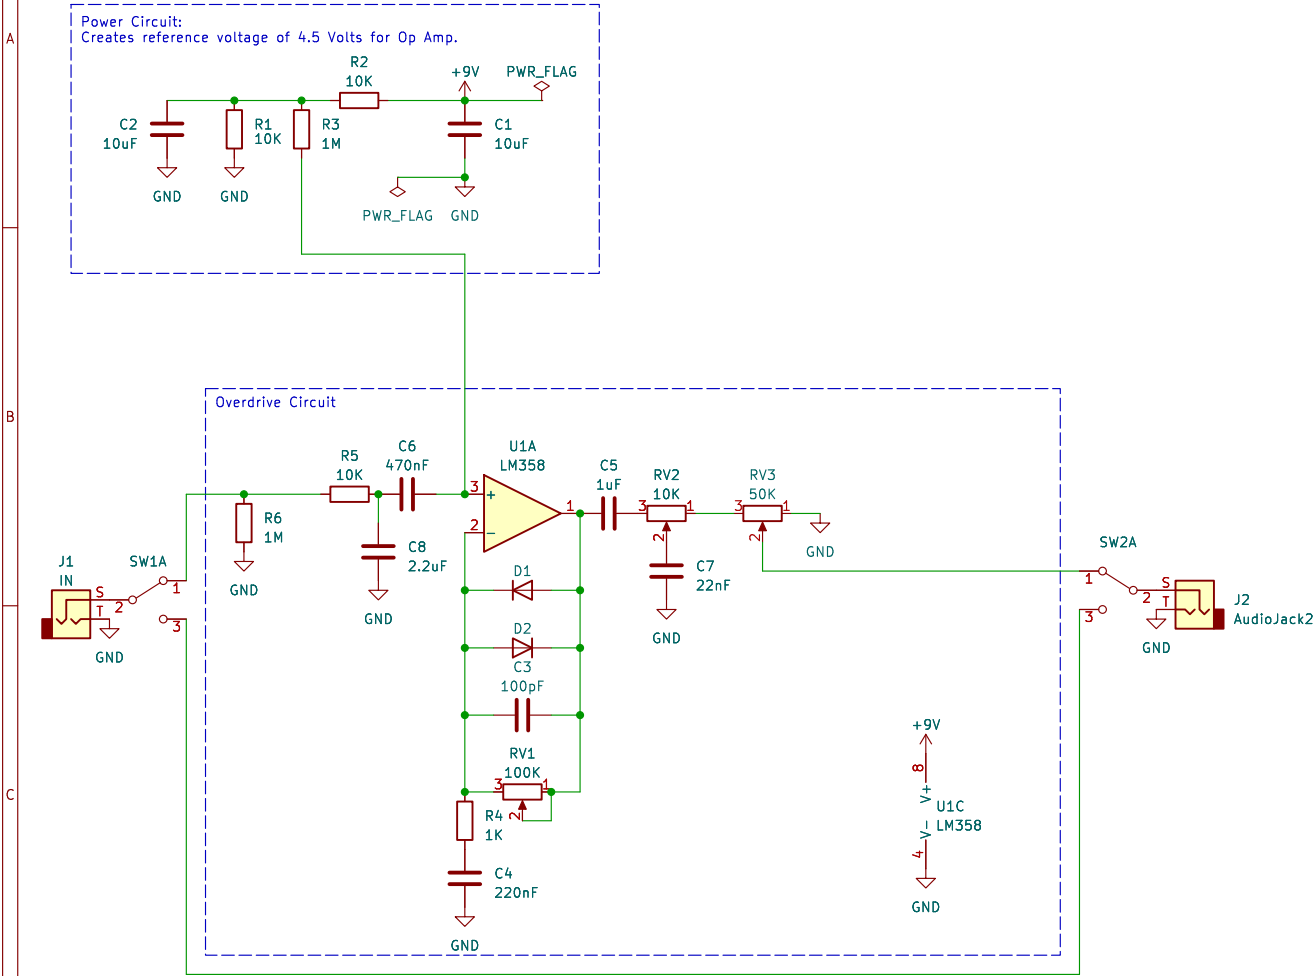 A
Power Circuit:
Creates reference voltage of 4.5 Volts for Op Amp.
R2
10K
+9V
PWR_FLAG
C2
10uF
R1
10K
R3
1M
C1
10uF
GND
GND
PWR_FLAG
GND
B
Overdrive Circuit
R5
10K
C6
470nF
U1A
LM358
3
+
2
-
1
C5
1uF
RV2
10K
3
1
2
RV3
50K
3
1
2
GND
R6
1M
GND
C8
2.2uF
GND
C7
22nF
GND
J1
IN
S
T
GND
SW1A
2
1
3
SW2A
1
2
3
S
T
GND
J2
AudioJack2
D1
D2
C3
100pF
RV1
100K
3
1
2
R4
1K
C4
220nF
GND
C
+9V
8
V+
U1C
LM358
V-
4
GND